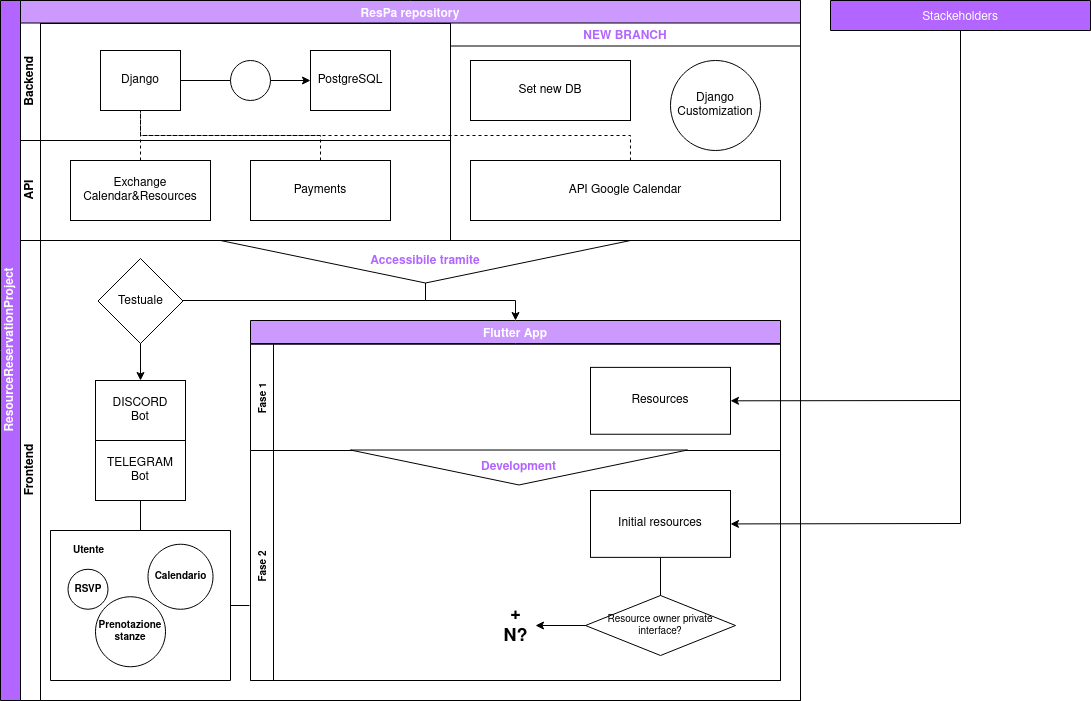 ResPa repository
Stackeholders
ResourceReservationProject
Backend
NEW BRANCH
Django
PostgreSQL
Set new DB
Django
Customization
API
Exchange
Calendar&Resources
Payments
API Google Calendar
Frontend
Accessibile tramite
Testuale
Flutter App
DISCORD
Bot
TELEGRAM
Bot
Fase 1
Resources
Development
Fase 2
Initial resources
Resource owner private
interface?
+
N?
Utente
RSVP
Calendario
Prenotazione
stanze